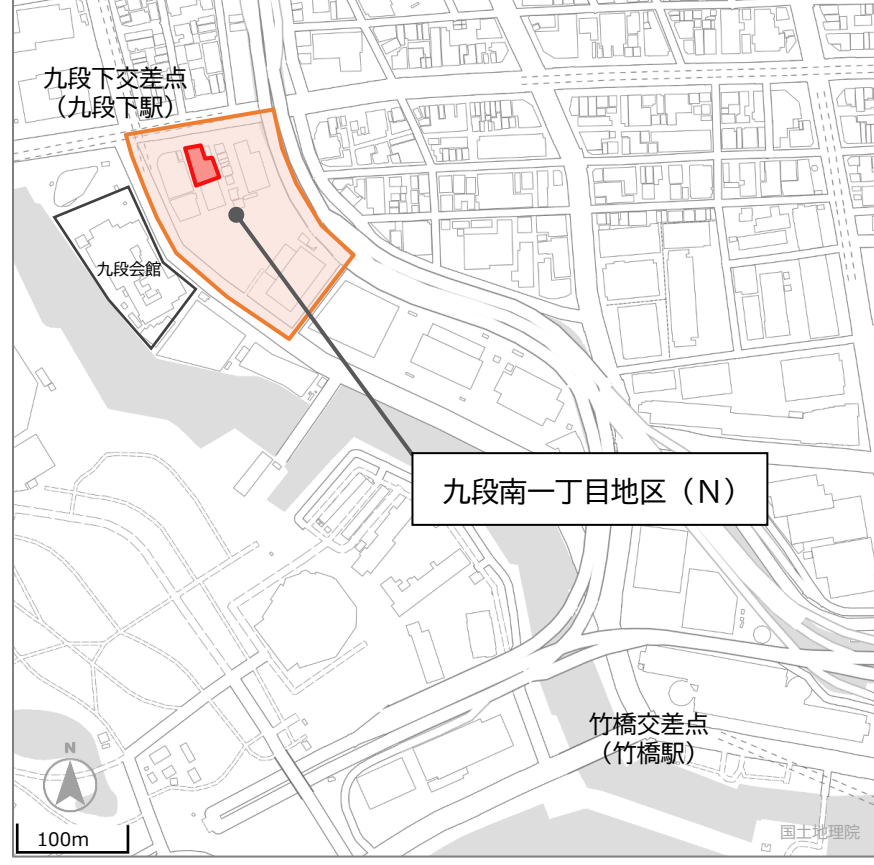 九段下交差点
（九段下駅）
九段会館
九段南一丁目地区（Ｎ）
竹橋交差点
（竹橋駅）
N
100m
国土地理院